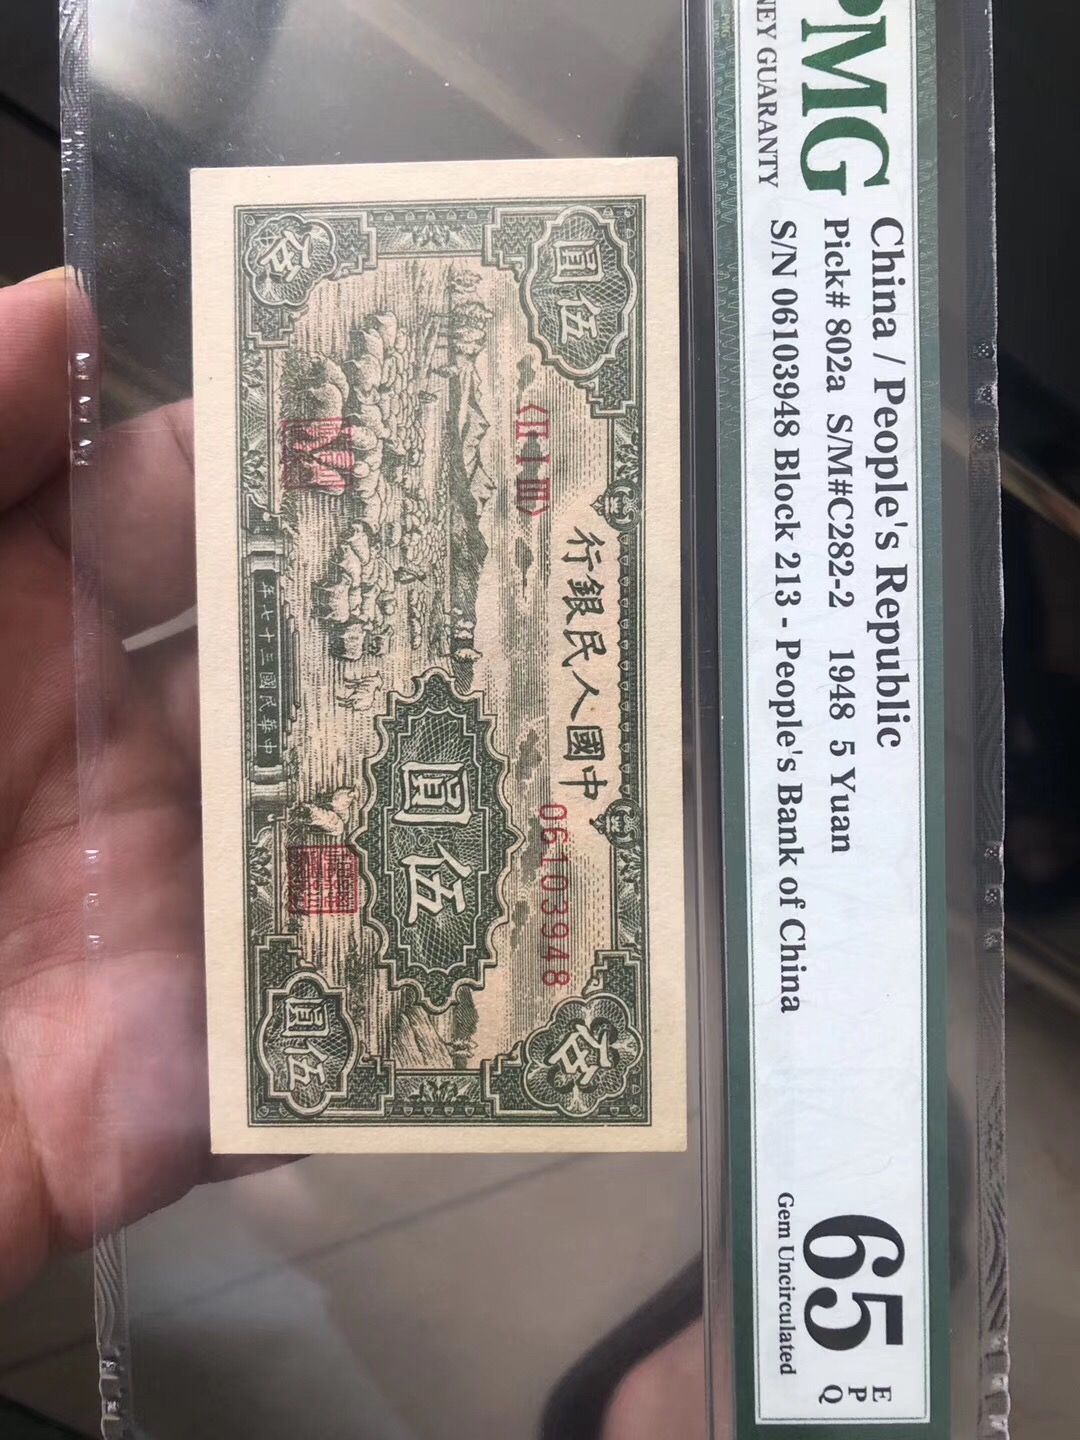 PMG
NEY GUARANTY
China / People's Republic
Pick# 802a S/M#C282-2 1948 5 Yuan
S/N 06103948 Block 213 - People's Bank of China
65 EPQ
Gem Uncirculated
圓伍
行銀民人國中
〈Ⅱ Ⅰ Ⅲ〉
06103948
圓伍
年七十三國民華中
圓伍